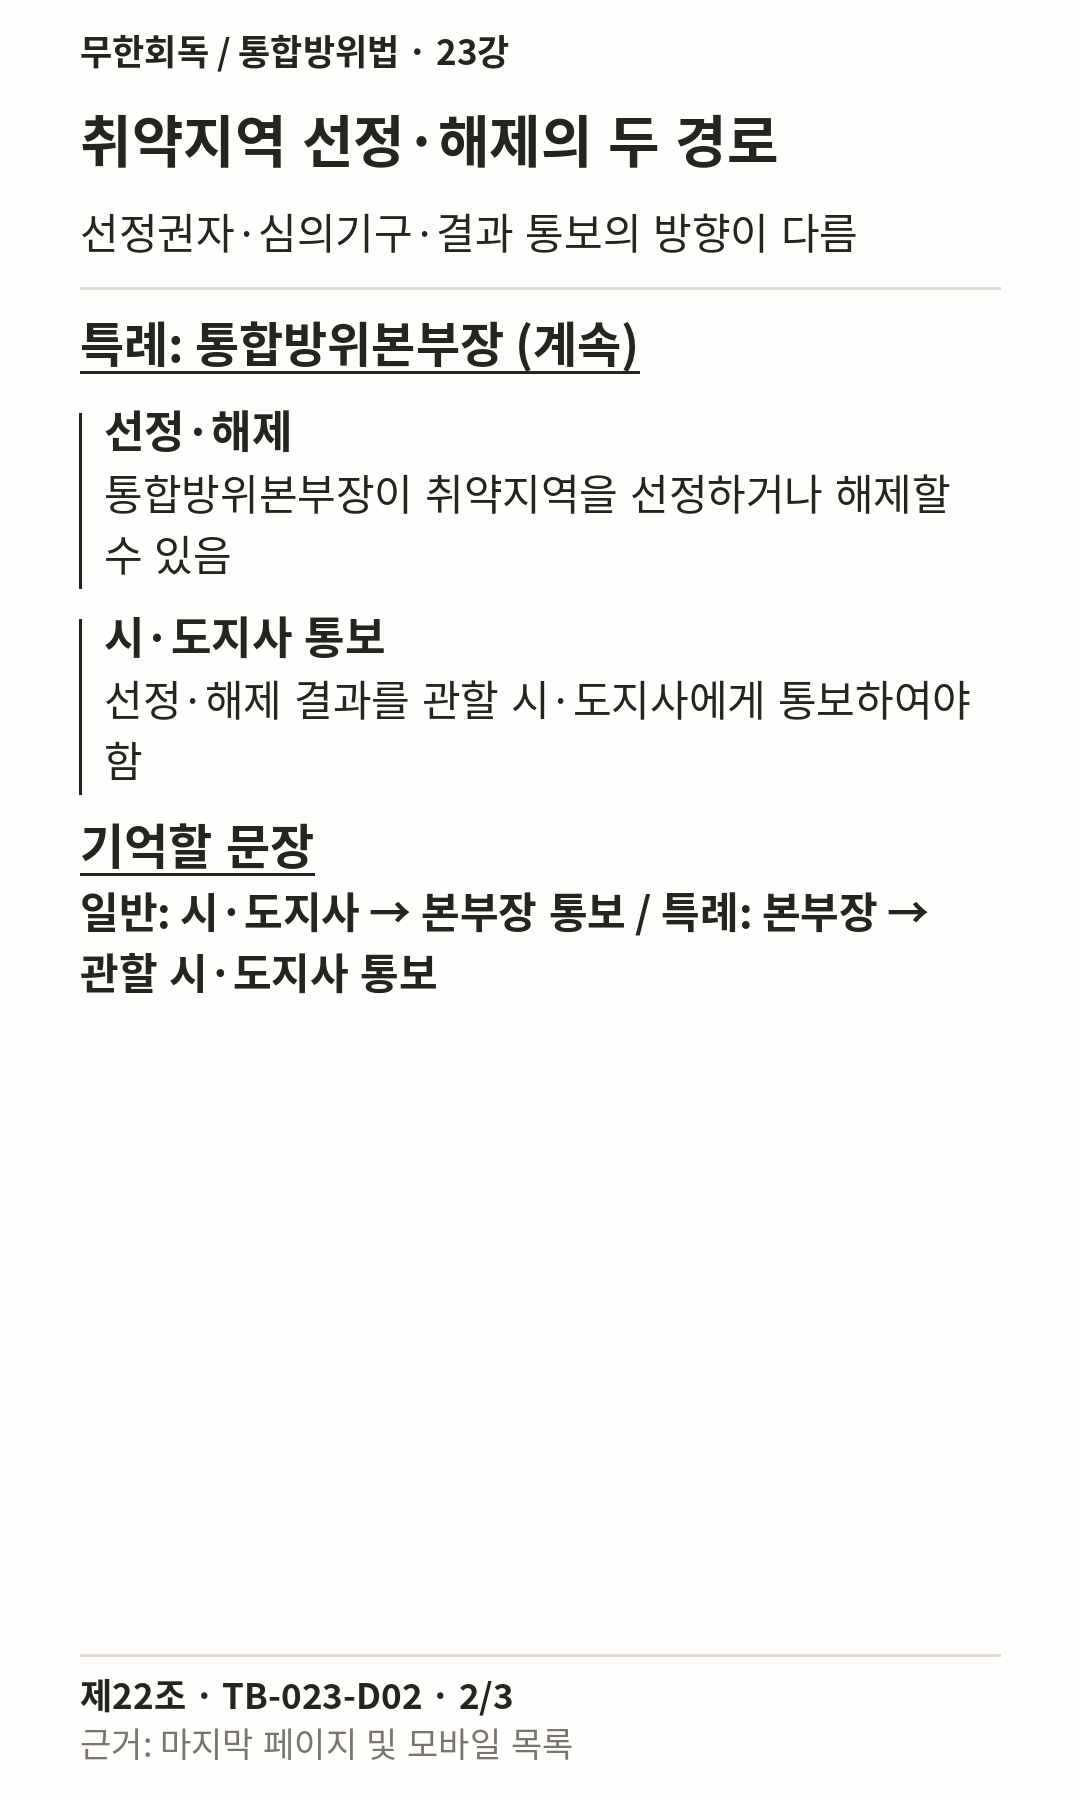 무한회독 / 통합방위법 · 23강
취약지역 선정·해제의 두 경로
선정권자·심의기구·결과 통보의 방향이 다름
특례: 통합방위본부장 (계속)
선정·해제
통합방위본부장이 취약지역을 선정하거나 해제할
수 있음
시·도지사 통보
선정·해제 결과를 관할 시·도지사에게 통보하여야
함
기억할 문장
일반: 시·도지사 → 본부장 통보 / 특례: 본부장 →
관할 시·도지사 통보
제22조 · TB-023-D02 · 2/3
근거: 마지막 페이지 및 모바일 목록